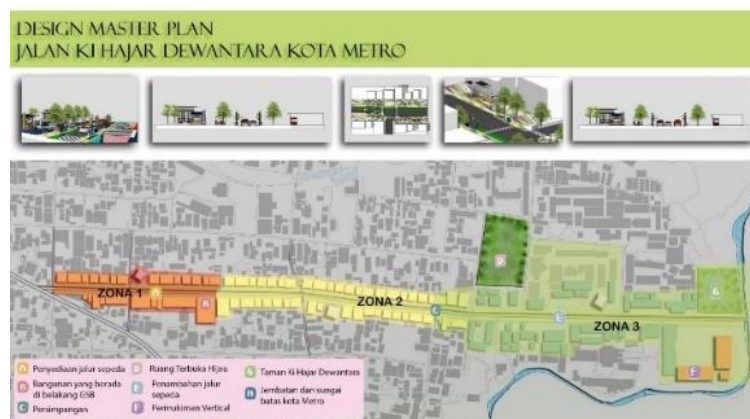 DESIGN MASTER PLAN
JALAN KI HAJAR DEWANTARA KOTA METRO
D
ZONA 1
A
B
ZONA 2
C
E
ZONA 3
G
F
A Penyediaan jalur sepeda
B Bangunan yang berada
di belakang GSB
C Persimpangan
D Ruang Terbuka Hijau
E Penambahan jalur
sepeda
F Permukiman Vertical
G Taman Ki Hajar Dewantara
H Jembatan dan sungai
batas kota Metro